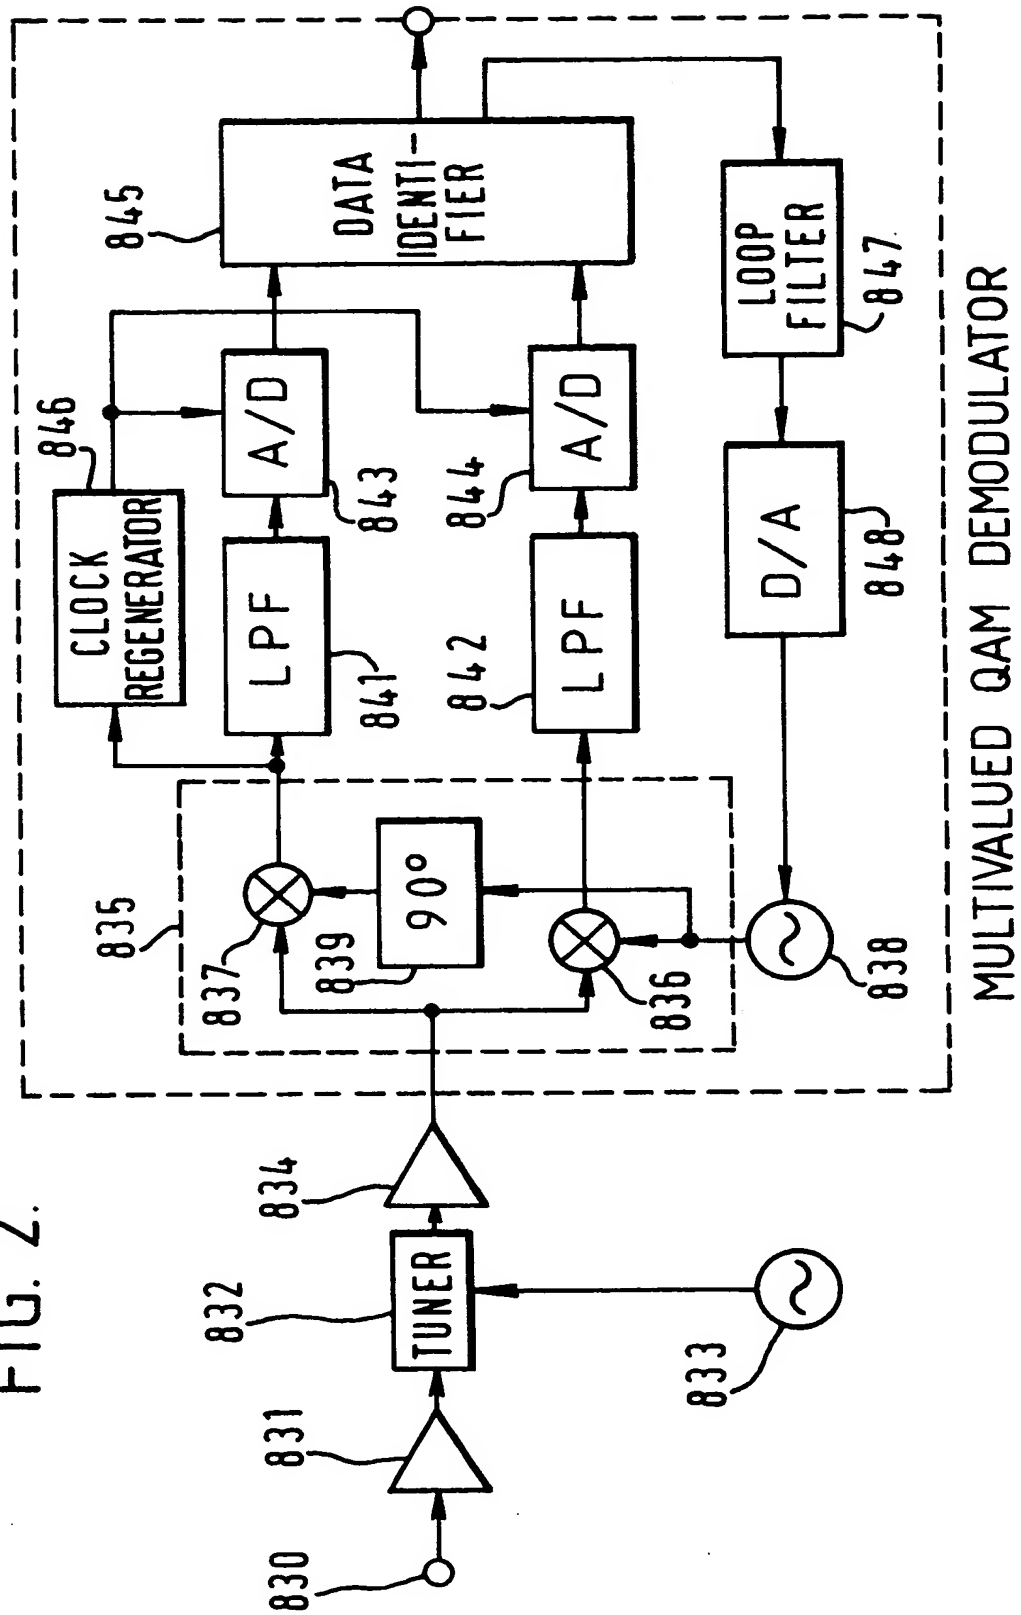 FIG. 2.
830
831
TUNER
832
833
834
835
837
90°
839
836
838
CLOCK
REGENERATOR
846
LPF
841
A/D
843
LPF
842
A/D
844
DATA
IDENTI-
FIER
845
LOOP
FILTER
847
D/A
848
MULTIVALUED QAM DEMODULATOR